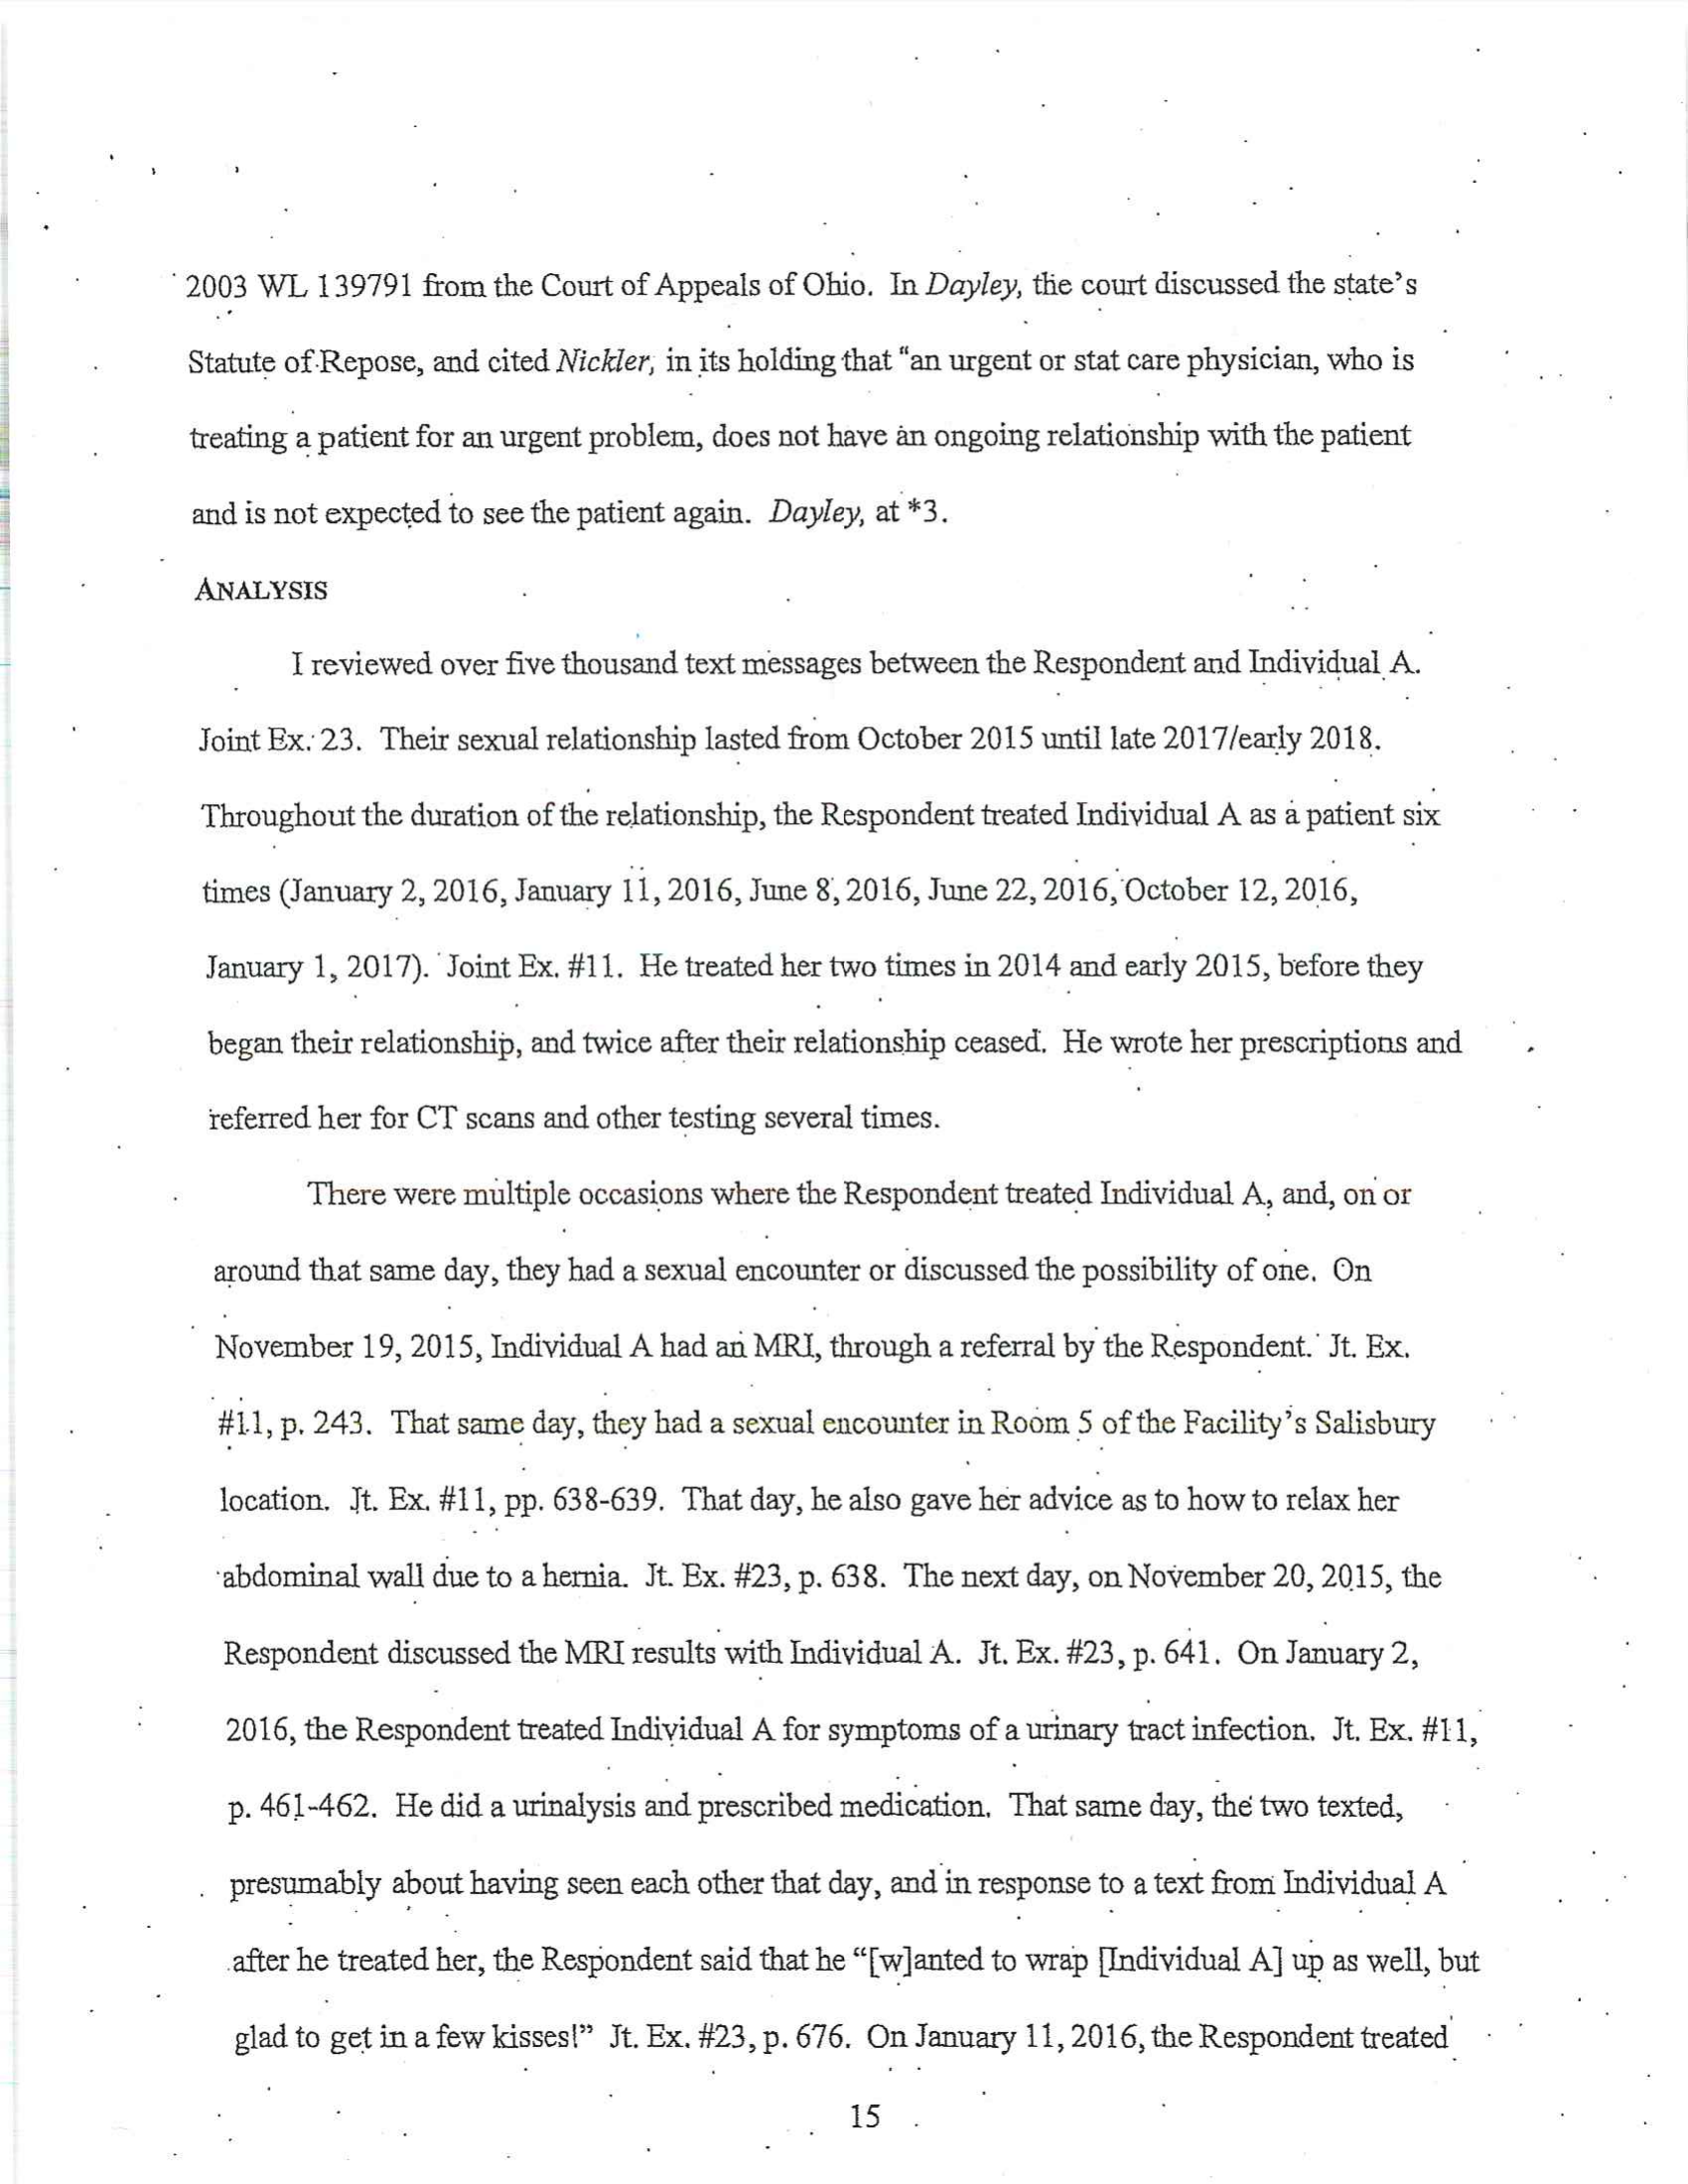 2003 WL 139791 from the Court of Appeals of Ohio. In Dayley, the court discussed the state's
Statute of Repose, and cited Nickler, in its holding that "an urgent or stat care physician, who is
treating a patient for an urgent problem, does not have an ongoing relationship with the patient
and is not expected to see the patient again. Dayley, at *3.
ANALYSIS
I reviewed over five thousand text messages between the Respondent and Individual A.
Joint Ex. 23. Their sexual relationship lasted from October 2015 until late 2017/early 2018.
Throughout the duration of the relationship, the Respondent treated Individual A as a patient six
times (January 2, 2016, January 11, 2016, June 8, 2016, June 22, 2016, October 12, 2016,
January 1, 2017). Joint Ex. #11. He treated her two times in 2014 and early 2015, before they
began their relationship, and twice after their relationship ceased. He wrote her prescriptions and
referred her for CT scans and other testing several times.
There were multiple occasions where the Respondent treated Individual A, and, on or
around that same day, they had a sexual encounter or discussed the possibility of one. On
November 19, 2015, Individual A had an MRI, through a referral by the Respondent. Jt. Ex.
#11, p. 243. That same day, they had a sexual encounter in Room 5 of the Facility's Salisbury
location. Jt. Ex. #11, pp. 638-639. That day, he also gave her advice as to how to relax her
abdominal wall due to a hernia. Jt. Ex. #23, p. 638. The next day, on November 20, 2015, the
Respondent discussed the MRI results with Individual A. Jt. Ex. #23, p. 641. On January 2,
2016, the Respondent treated Individual A for symptoms of a urinary tract infection. Jt. Ex. #11,
p. 461-462. He did a urinalysis and prescribed medication. That same day, the two texted,
presumably about having seen each other that day, and in response to a text from Individual A
after he treated her, the Respondent said that he "[w]anted to wrap [Individual A] up as well, but
glad to get in a few kisses!" Jt. Ex. #23, p. 676. On January 11, 2016, the Respondent treated
15